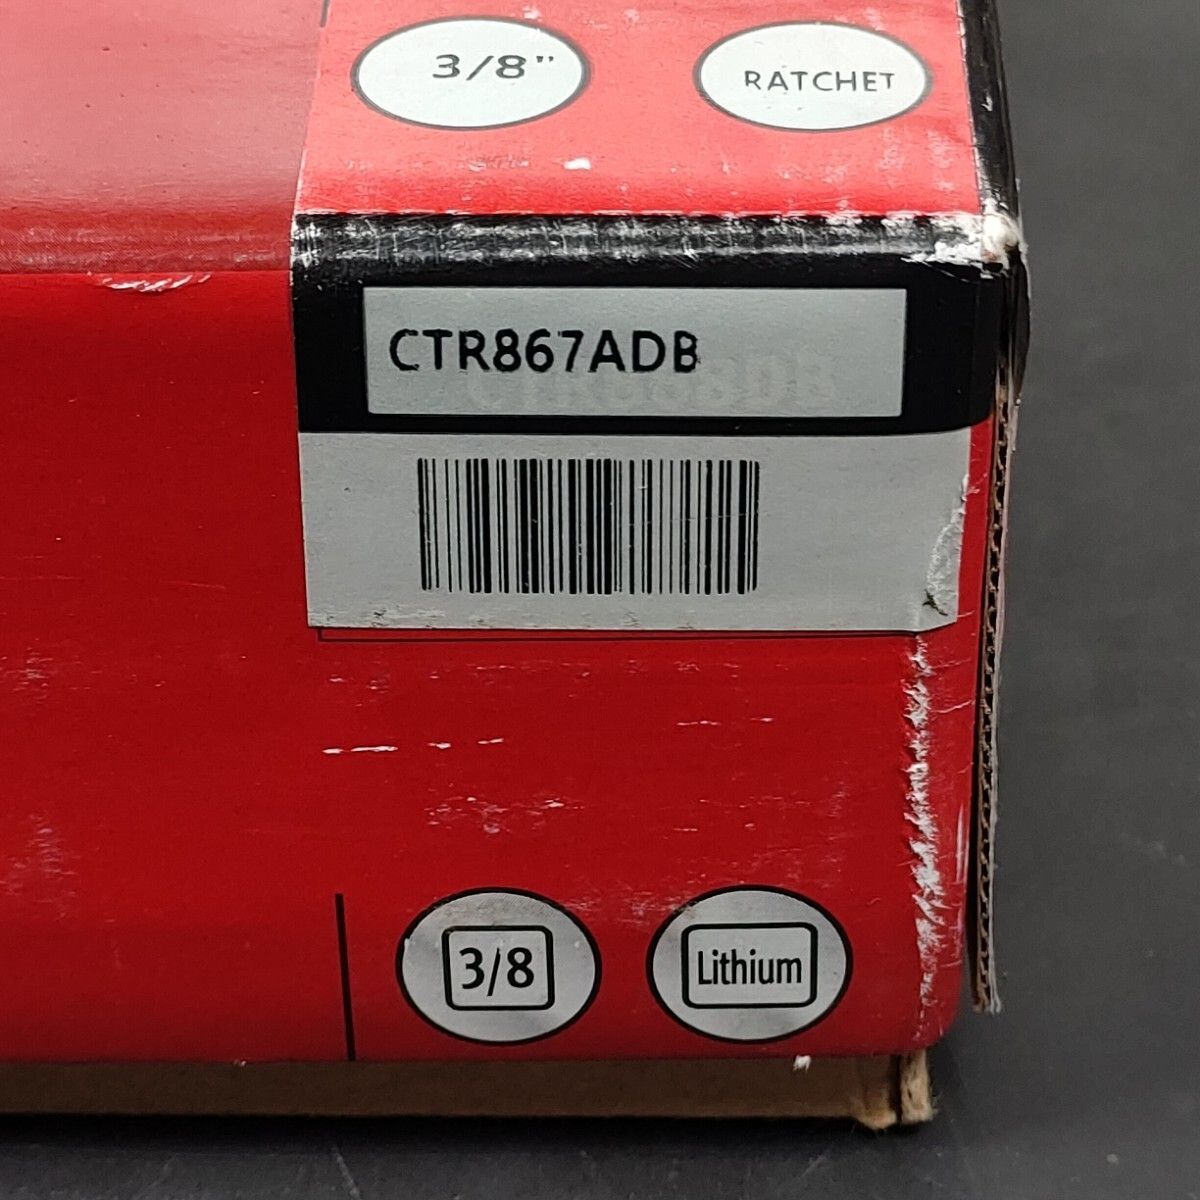 3/8"
RATCHET
CTR867ADB
3/8
Lithium